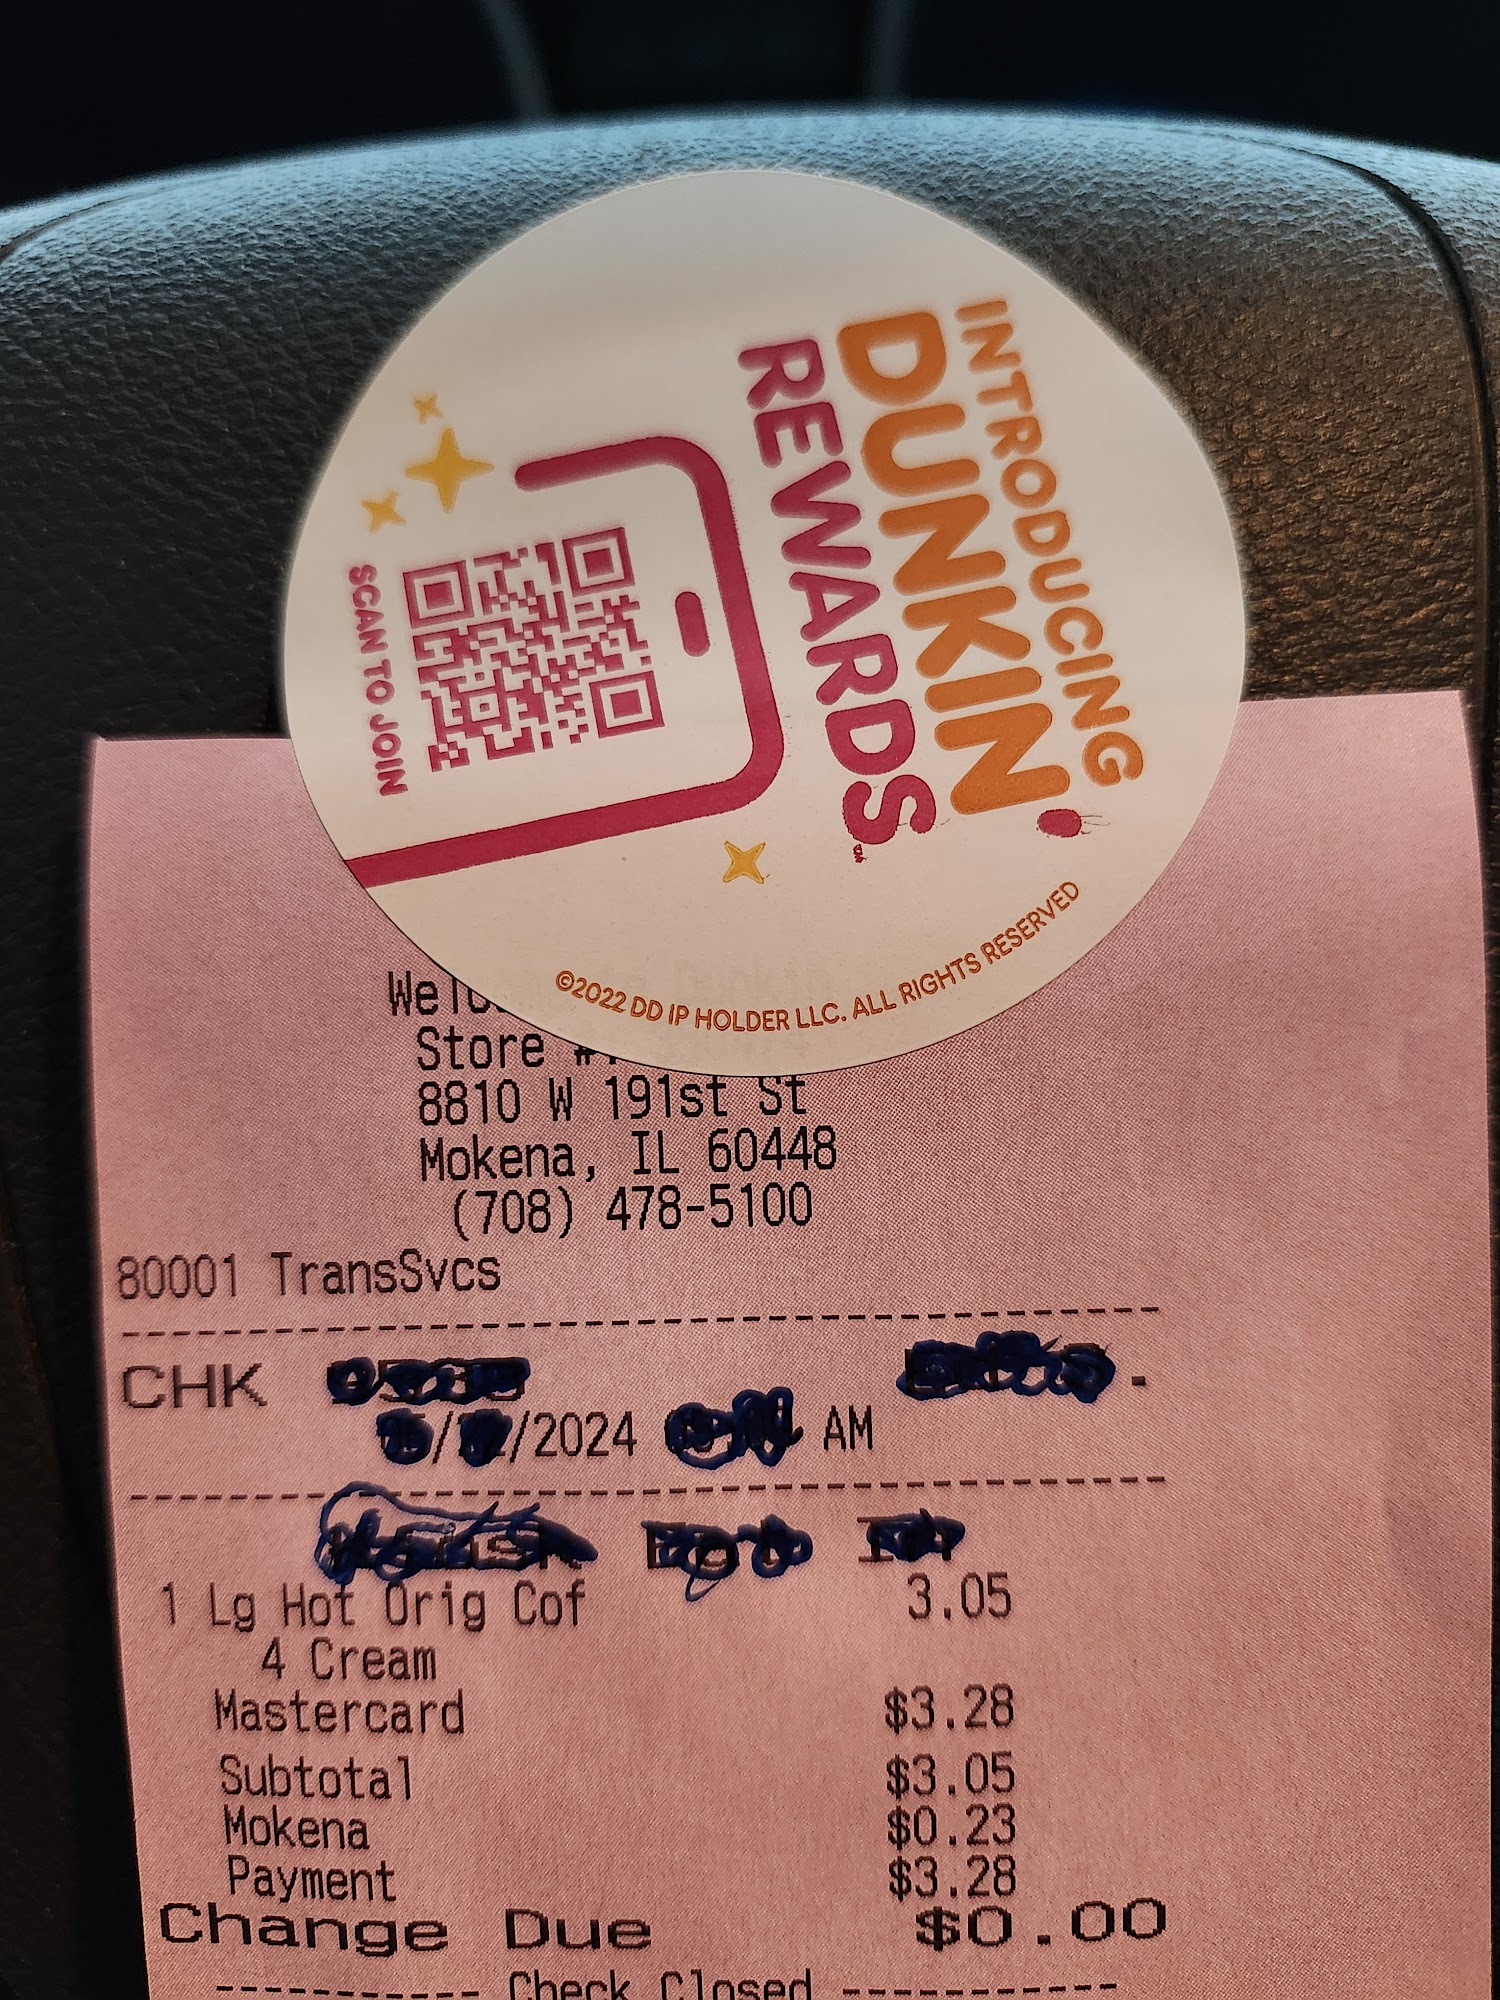 INTRODUCING
DUNKIN'
REWARDS™
SCAN TO JOIN
©2022 DD IP HOLDER LLC. ALL RIGHTS RESERVED
Store
8810 W 191st St
Mokena, IL 60448
(708) 478-5100
80001 TransSvcs
CHK
/2024 AM
1 Lg Hot Orig Cof 3.05
4 Cream
Mastercard $3.28
Subtotal $3.05
Mokena $0.23
Payment $3.28
Change Due $0.00
----------- Check Closed -----------